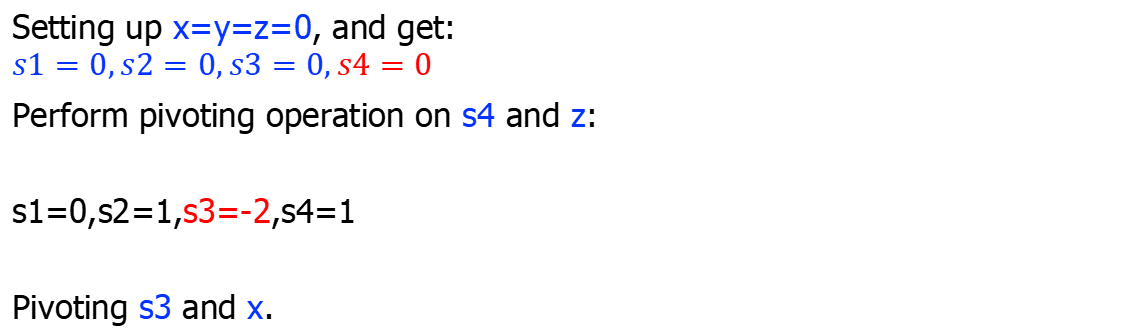 Setting up x=y=z=0, and get:
𝑠1 = 0, 𝑠2 = 0, 𝑠3 = 0, 𝑠4 = 0
Perform pivoting operation on s4 and z:
s1=0,s2=1,s3=-2,s4=1
Pivoting s3 and x.